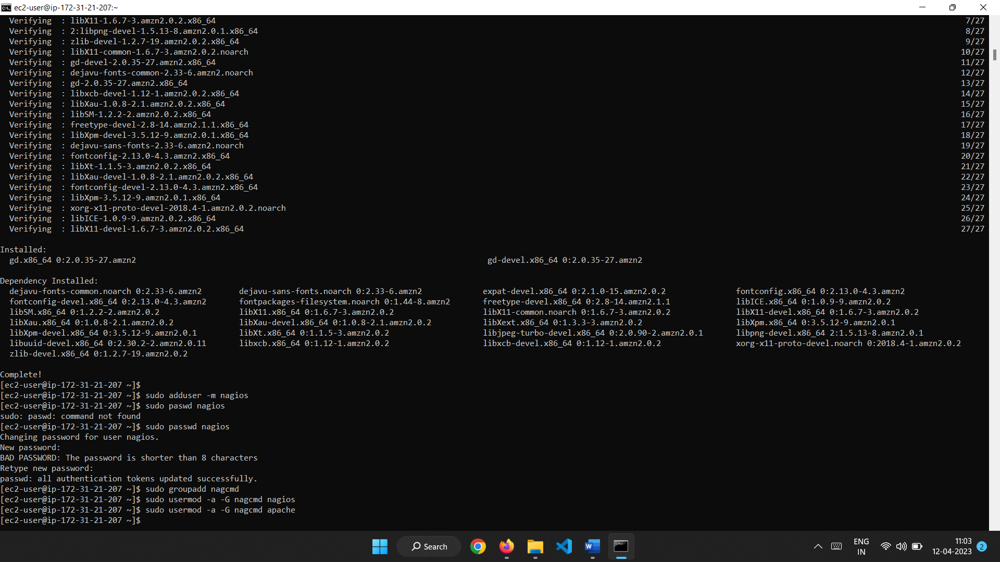 ec2-user@ip-172-31-21-207:~
Verifying : libX11-1.6.7-3.amzn2.0.2.x86_64 7/27
Verifying : 2:libpng-devel-1.5.13-8.amzn2.0.1.x86_64 8/27
Verifying : zlib-devel-1.2.7-19.amzn2.0.2.x86_64 9/27
Verifying : libX11-common-1.6.7-3.amzn2.0.2.noarch 10/27
Verifying : gd-devel-2.0.35-27.amzn2.x86_64 11/27
Verifying : dejavu-fonts-common-2.33-6.amzn2.noarch 12/27
Verifying : gd-2.0.35-27.amzn2.x86_64 13/27
Verifying : libxcb-devel-1.12-1.amzn2.0.2.x86_64 14/27
Verifying : libXau-1.0.8-2.1.amzn2.0.2.x86_64 15/27
Verifying : libSM-1.2.2-2.amzn2.0.2.x86_64 16/27
Verifying : freetype-devel-2.8-14.amzn2.1.1.x86_64 17/27
Verifying : libXpm-devel-3.5.12-9.amzn2.0.1.x86_64 18/27
Verifying : dejavu-sans-fonts-2.33-6.amzn2.noarch 19/27
Verifying : fontconfig-2.13.0-4.3.amzn2.x86_64 20/27
Verifying : libXt-1.1.5-3.amzn2.0.2.x86_64 21/27
Verifying : libXau-devel-1.0.8-2.1.amzn2.0.2.x86_64 22/27
Verifying : fontconfig-devel-2.13.0-4.3.amzn2.x86_64 23/27
Verifying : libXpm-3.5.12-9.amzn2.0.1.x86_64 24/27
Verifying : xorg-x11-proto-devel-2018.4-1.amzn2.0.2.noarch 25/27
Verifying : libICE-1.0.9-9.amzn2.0.2.x86_64 26/27
Verifying : libX11-devel-1.6.7-3.amzn2.0.2.x86_64 27/27
Installed:
gd.x86_64 0:2.0.35-27.amzn2 gd-devel.x86_64 0:2.0.35-27.amzn2
Dependency Installed:
dejavu-fonts-common.noarch 0:2.33-6.amzn2 dejavu-sans-fonts.noarch 0:2.33-6.amzn2 expat-devel.x86_64 0:2.1.0-15.amzn2.0.2 fontconfig.x86_64 0:2.13.0-4.3.amzn2
fontconfig-devel.x86_64 0:2.13.0-4.3.amzn2 fontpackages-filesystem.noarch 0:1.44-8.amzn2 freetype-devel.x86_64 0:2.8-14.amzn2.1.1 libICE.x86_64 0:1.0.9-9.amzn2.0.2
libSM.x86_64 0:1.2.2-2.amzn2.0.2 libX11.x86_64 0:1.6.7-3.amzn2.0.2 libX11-common.noarch 0:1.6.7-3.amzn2.0.2 libX11-devel.x86_64 0:1.6.7-3.amzn2.0.2
libXau.x86_64 0:1.0.8-2.1.amzn2.0.2 libXau-devel.x86_64 0:1.0.8-2.1.amzn2.0.2 libXext.x86_64 0:1.3.3-3.amzn2.0.2 libXpm.x86_64 0:3.5.12-9.amzn2.0.1
libXpm-devel.x86_64 0:3.5.12-9.amzn2.0.1 libXt.x86_64 0:1.1.5-3.amzn2.0.2 libjpeg-turbo-devel.x86_64 0:2.0.90-2.amzn2.0.1 libpng-devel.x86_64 2:1.5.13-8.amzn2.0.1
libuuid-devel.x86_64 0:2.30.2-2.amzn2.0.11 libxcb.x86_64 0:1.12-1.amzn2.0.2 libxcb-devel.x86_64 0:1.12-1.amzn2.0.2 xorg-x11-proto-devel.noarch 0:2018.4-1.amzn2.0.2
zlib-devel.x86_64 0:1.2.7-19.amzn2.0.2
Complete!
[ec2-user@ip-172-31-21-207 ~]$
[ec2-user@ip-172-31-21-207 ~]$ sudo adduser -m nagios
[ec2-user@ip-172-31-21-207 ~]$ sudo paswd nagios
sudo: paswd: command not found
[ec2-user@ip-172-31-21-207 ~]$ sudo passwd nagios
Changing password for user nagios.
New password:
BAD PASSWORD: The password is shorter than 8 characters
Retype new password:
passwd: all authentication tokens updated successfully.
[ec2-user@ip-172-31-21-207 ~]$ sudo groupadd nagcmd
[ec2-user@ip-172-31-21-207 ~]$ sudo usermod -a -G nagcmd nagios
[ec2-user@ip-172-31-21-207 ~]$ sudo usermod -a -G nagcmd apache
[ec2-user@ip-172-31-21-207 ~]$
Search
ENG
IN
11:03
12-04-2023
2